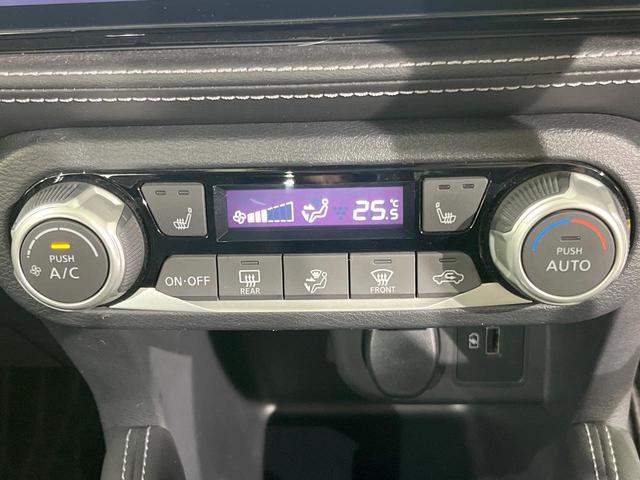 25.5°C
PUSH
A/C
ON·OFF
REAR
FRONT
PUSH
AUTO